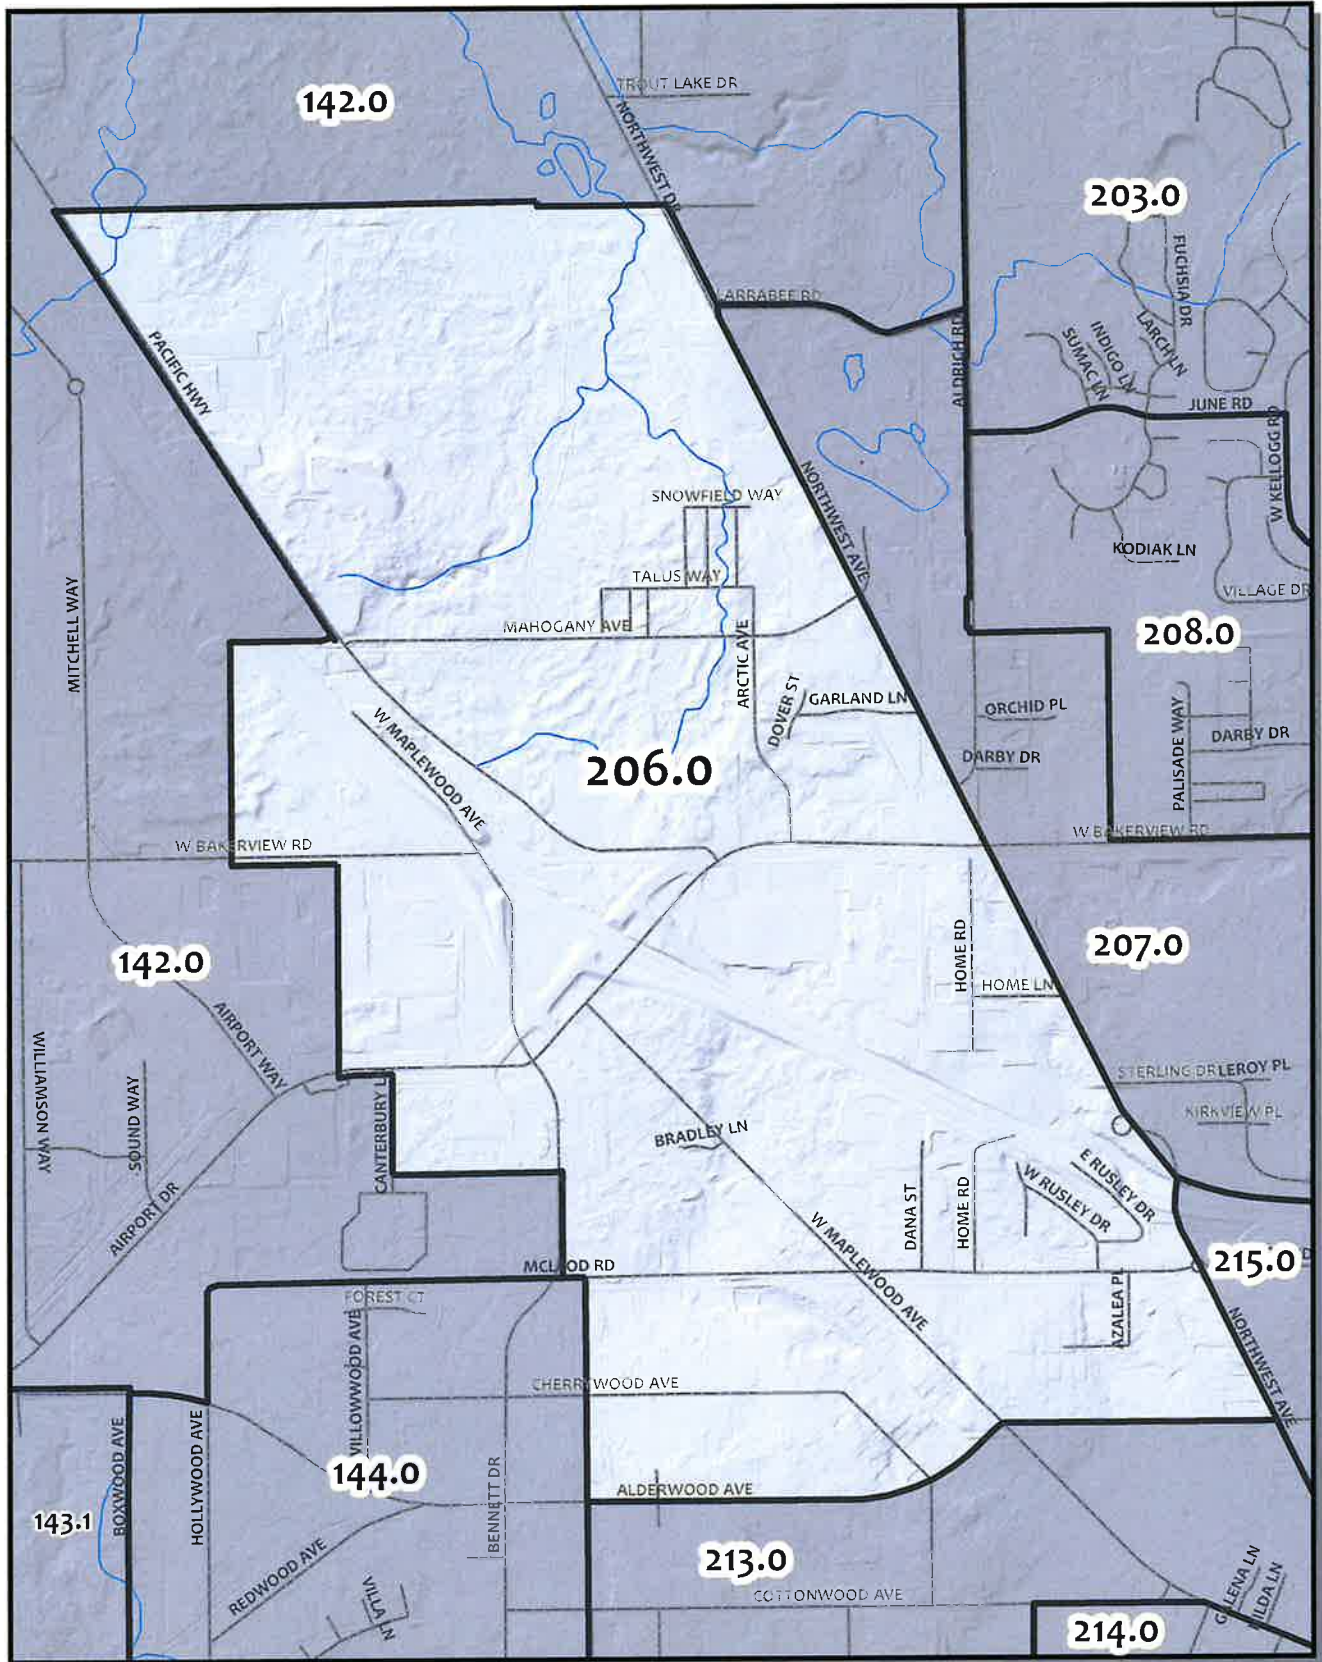 TROUT LAKE DR
142.0
NORTHWEST DR
203.0
FUCHSIA DR
LARRABEE RD
LARCH LN
INDIGO LN
SUMAC LN
PACIFIC HWY
ALDRICH RD
JUNE RD
W KELLOGG RD
SNOWFIELD WAY
NORTHWEST AVE
KODIAK LN
TALUS WAY
VILLAGE DR
MITCHELL WAY
MAHOGANY AVE
208.0
ARCTIC AVE
DOVER ST
GARLAND LN
ORCHID PL
W MAPLEWOOD AVE
PALISADE WAY
DARBY DR
DARBY DR
206.0
W BAKERVIEW RD
W BAKERVIEW RD
142.0
HOME RD
207.0
HOME LN
AIRPORT WAY
WILLIAMSON WAY
SOUND WAY
STERLING DR
LEROY PL
KIRKVIEW PL
CANTERBURY L
BRADLEY LN
E RUSLEY DR
W RUSLEY DR
DANA ST
HOME RD
AIRPORT DR
W MAPLEWOOD AVE
MCLEOD RD
215.0
D
FOREST CT
AZALEA PL
NORTHWEST AVE
WILLOWWOOD AVE
CHERRYWOOD AVE
BOXWOOD AVE
HOLLYWOOD AVE
144.0
ALDERWOOD AVE
143.1
BENNETT DR
REDWOOD AVE
213.0
VILLA LN
COTTONWOOD AVE
GALENA LN
HILDA LN
214.0